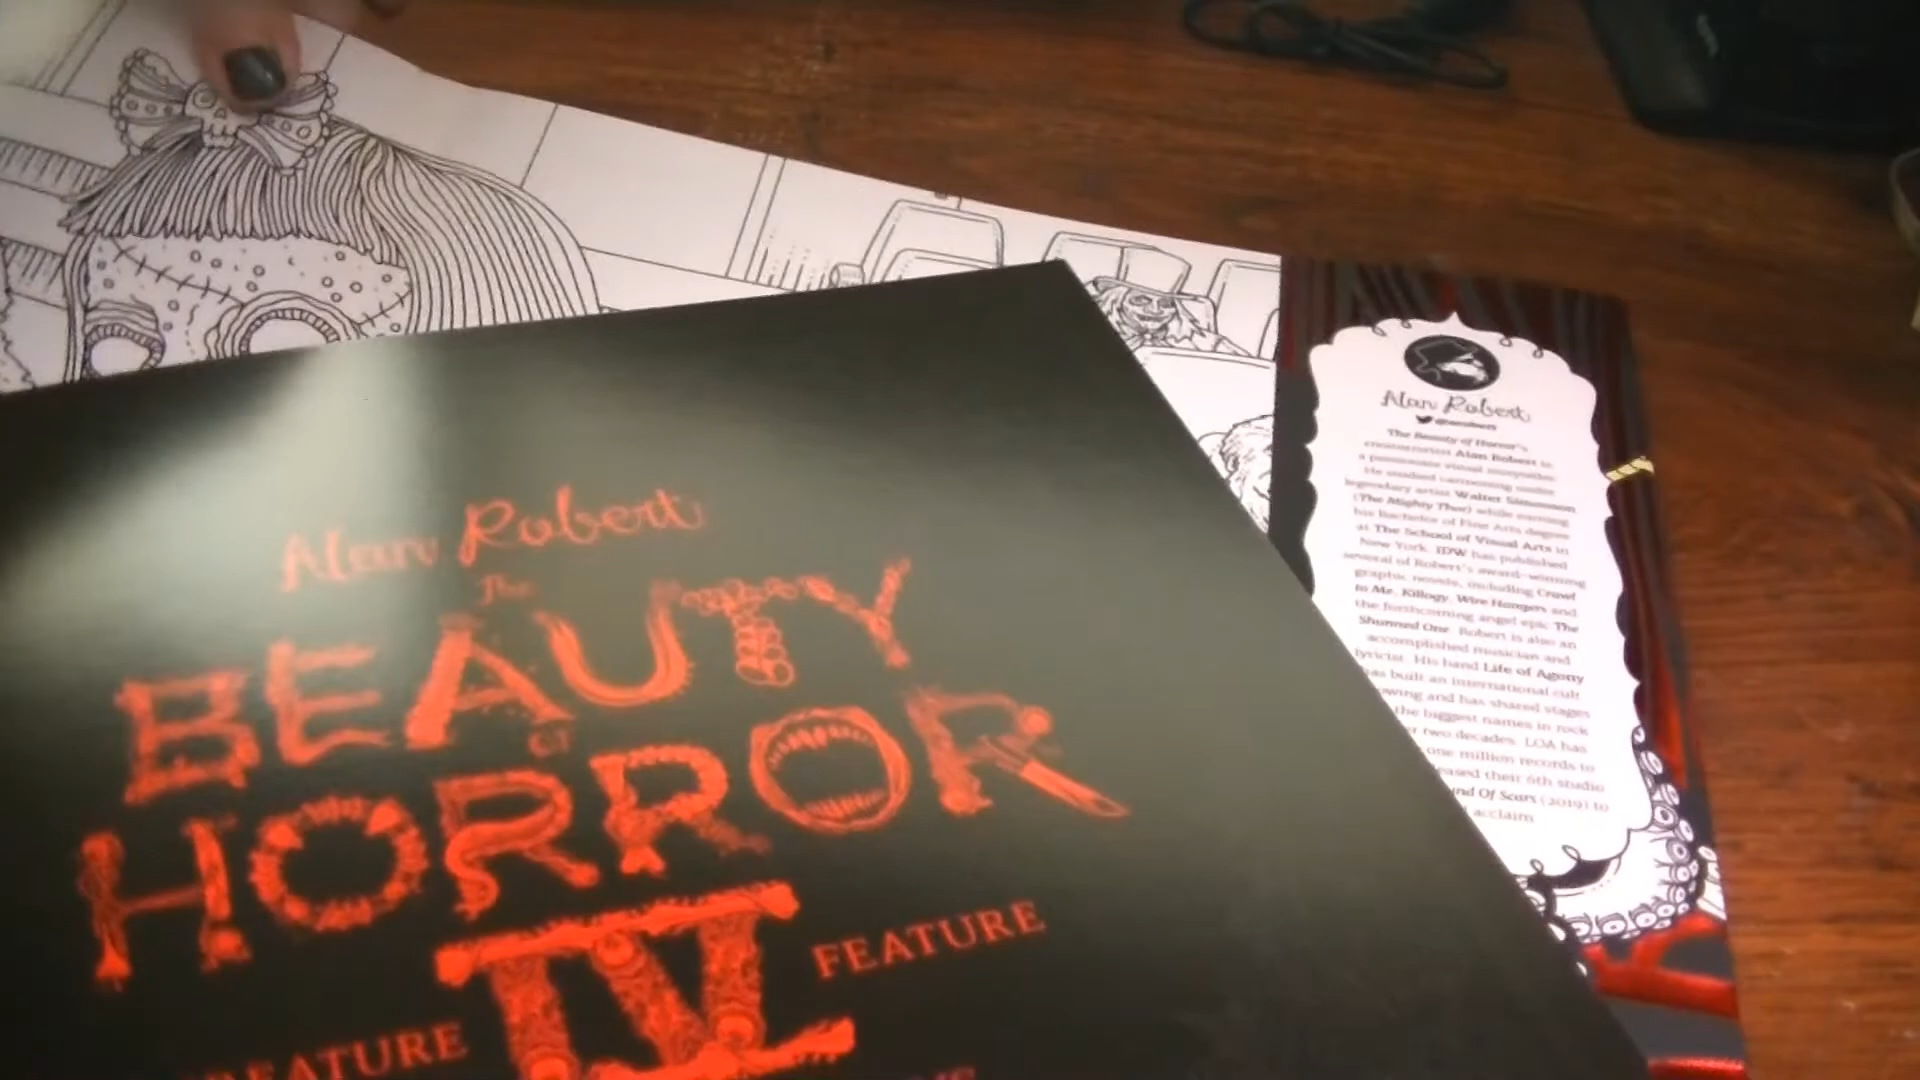 Alan Robert
The
BEAUTY
OF
HORROR
IV
FEATURE
Alan Robert
The Beauty of Horror's
Alan Robert is
a passionate visual
He studied cartooning under
legendary artist Walter Simonson
(The Mighty Thor) while earning
his Bachelor of Fine Arts degree
at The School of Visual Arts in
New York. IDW has published
several of Robert's award-winning
graphic novels, including Crawl
to Me, Killogy, Wire Hangers and
the forthcoming angel epic The
Shunned One. Robert is also an
accomplished musician and
lyricist. His band Life of Agony
has built an international cult
owing and has shared stages
the biggest names in rock
r two decades. LOA has
one million records to
eased their 6th studio
nd Of Scars (2019) to
acclaim